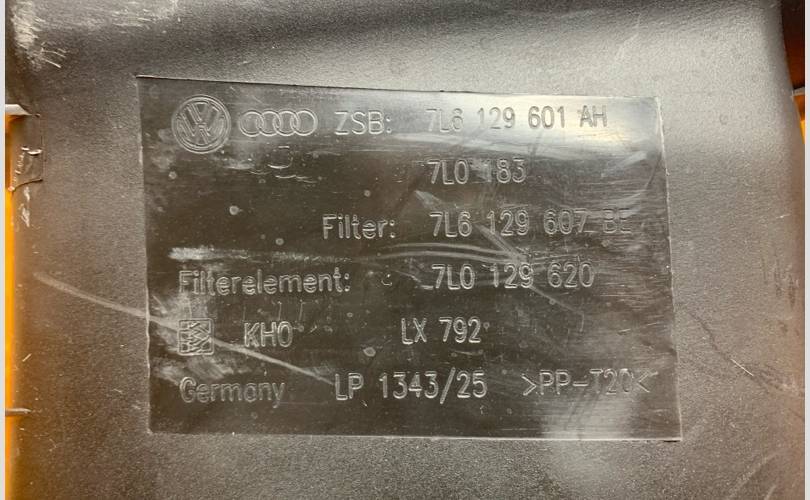 ZSB: 7L6 129 601 AH
7L0 183
Filter: 7L6 129 607 BE
Filterelement: 7L0 129 620
KHO LX 792
Germany LP 1343/25 >PP-T20<